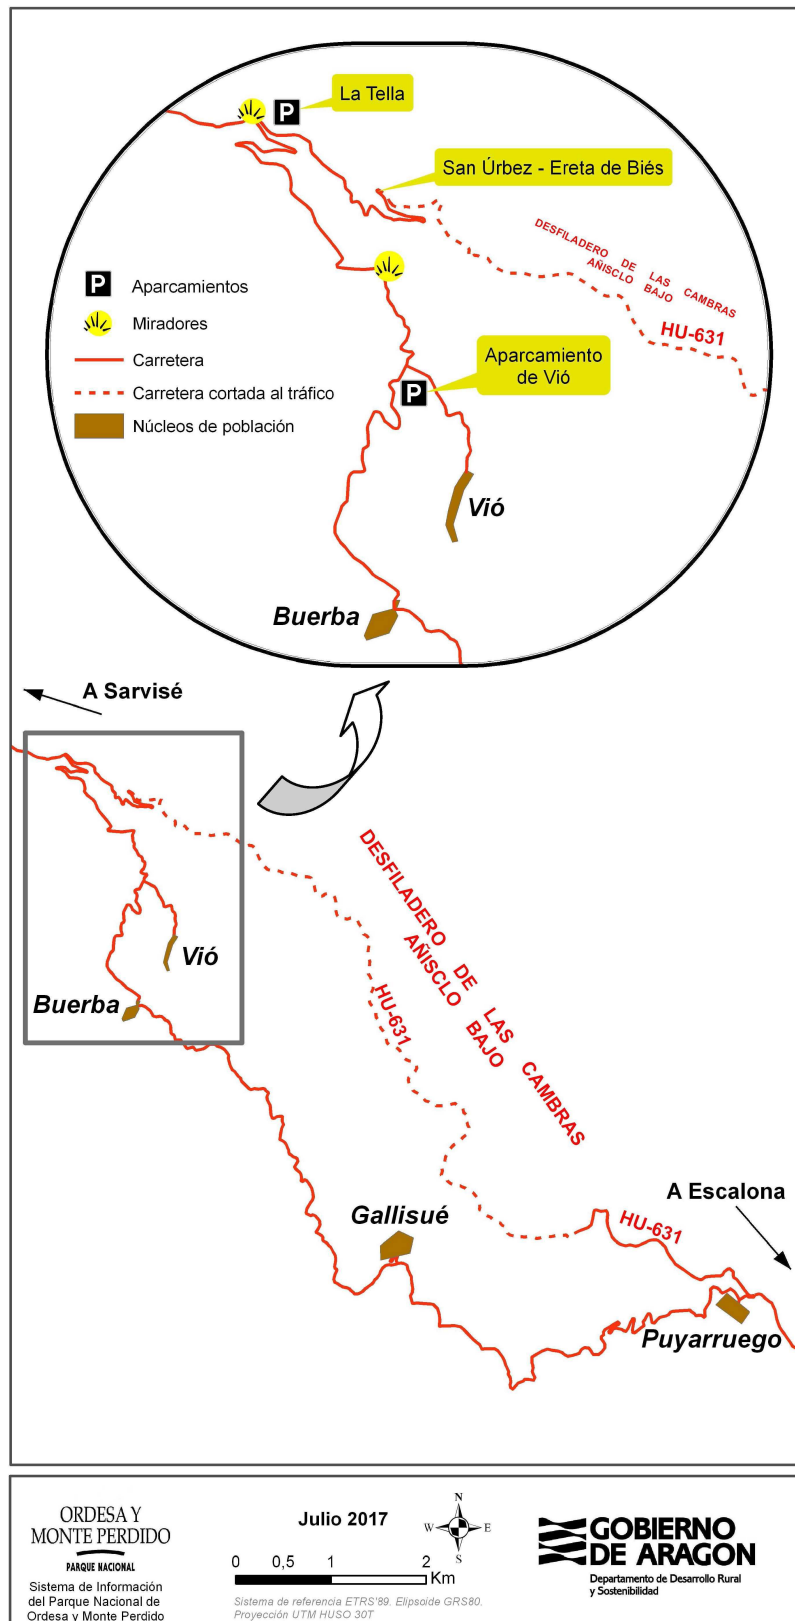 P
La Tella
San Úrbez - Ereta de Biés
DESFILADERO DE LAS CAMBRAS
AÑISCLO BAJO
HU-631
P Aparcamientos
Miradores
Carretera
Carretera cortada al tráfico
Núcleos de población
Aparcamiento
de Vió
P
Vió
Buerba
A Sarvisé
DESFILADERO DE LAS CAMBRAS
AÑISCLO BAJO
Vió
HU-631
Buerba
A Escalona
Gallisué
HU-631
Puyarruego
ORDESA Y
MONTE PERDIDO
PARQUE NACIONAL
Sistema de Información
del Parque Nacional de
Ordesa y Monte Perdido
Julio 2017
N
W E
S
0 0,5 1 2
Km
Sistema de referencia ETRS'89. Elipsoide GRS80.
Proyección UTM HUSO 30T
GOBIERNO
DE ARAGON
Departamento de Desarrollo Rural
y Sostenibilidad